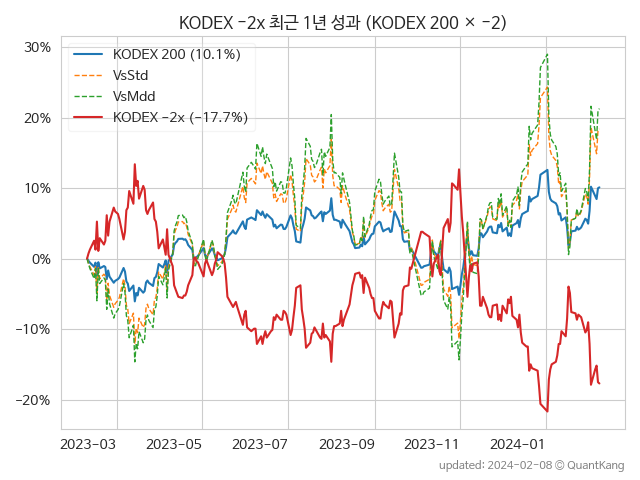 KODEX −2x 최근 1년 성과 (KODEX 200 × −2)
30%
20%
10%
0%
−10%
−20%
KODEX 200 (10.1%)
VsStd
VsMdd
KODEX −2x (−17.7%)
2023-03 2023-05 2023-07 2023-09 2023-11 2024-01
updated: 2024-02-08 © QuantKang